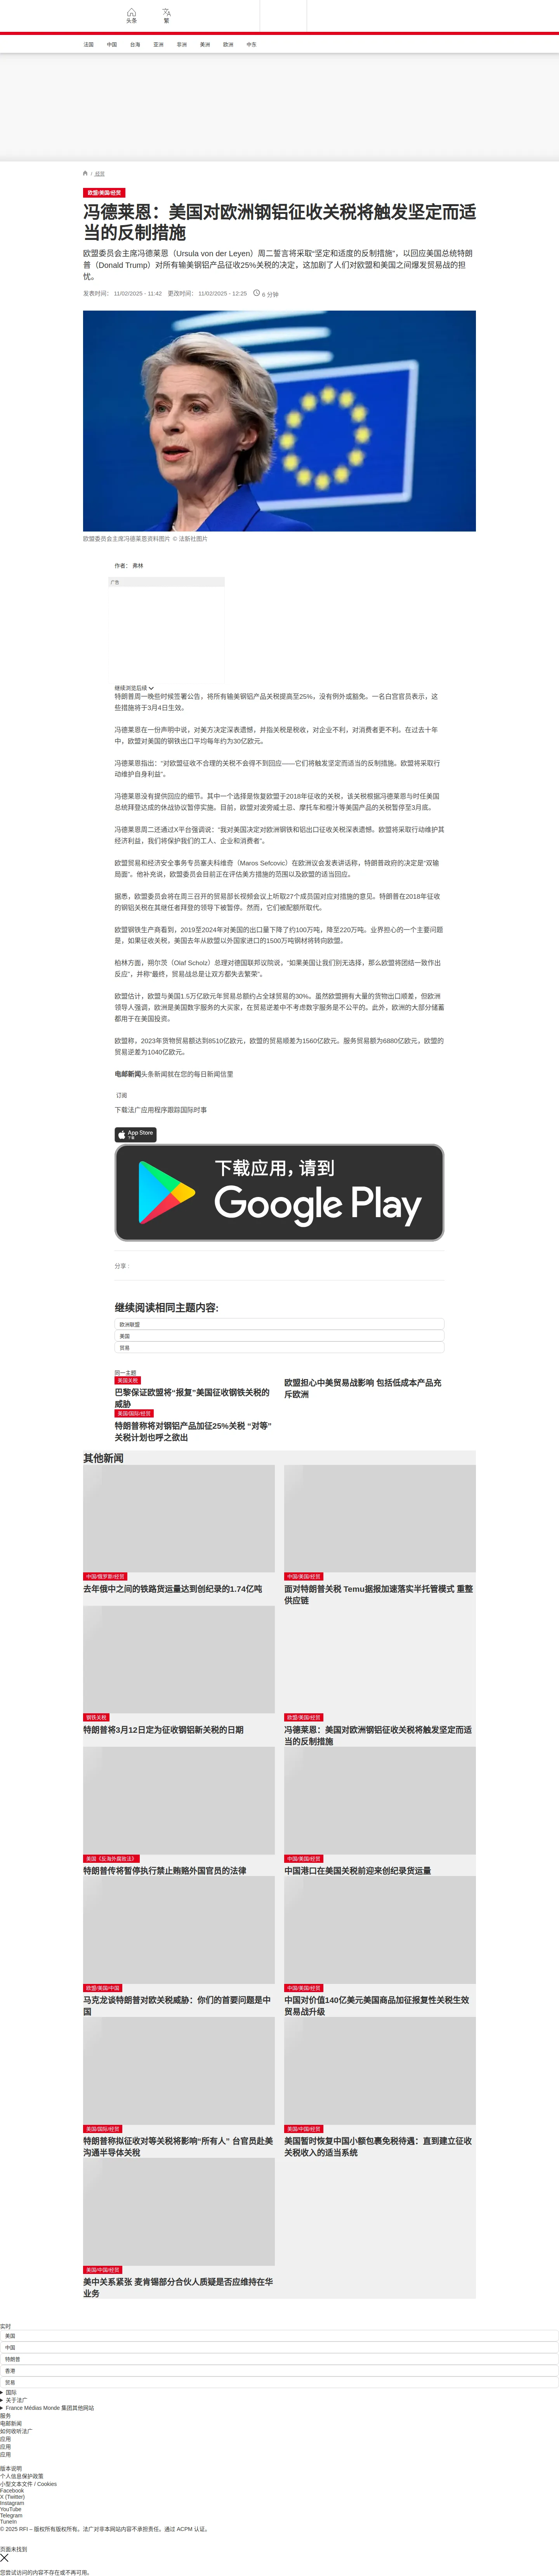 头条
繁
法国
中国
台海
亚洲
非洲
美洲
欧洲
中东
/ 经贸
欧盟/美国/经贸
冯德莱恩：美国对欧洲钢铝征收关税将触发坚定而适
当的反制措施
欧盟委员会主席冯德莱恩（Ursula von der Leyen）周二誓言将采取“坚定和适度的反制措施”，以回应美国总统特朗
普（Donald Trump）对所有输美钢铝产品征收25%关税的决定，这加剧了人们对欧盟和美国之间爆发贸易战的担
忧。
发表时间： 11/02/2025 - 11:42 更改时间： 11/02/2025 - 12:25 6 分钟
欧盟委员会主席冯德莱恩资料图片 © 法新社图片
作者： 弗林
广告
继续浏览后续
特朗普周一晚些时候签署公告，将所有输美钢铝产品关税提高至25%，没有例外或豁免。一名白宫官员表示，这
些措施将于3月4日生效。
冯德莱恩在一份声明中说，对美方决定深表遗憾，并指关税是税收，对企业不利，对消费者更不利。在过去十年
中，欧盟对美国的钢铁出口平均每年约为30亿欧元。
冯德莱恩指出：“对欧盟征收不合理的关税不会得不到回应——它们将触发坚定而适当的反制措施。欧盟将采取行
动维护自身利益”。
冯德莱恩没有提供回应的细节。其中一个选择是恢复欧盟于2018年征收的关税，该关税根据冯德莱恩与时任美国
总统拜登达成的休战协议暂停实施。目前，欧盟对波旁威士忌、摩托车和橙汁等美国产品的关税暂停至3月底。
冯德莱恩周二还通过X平台强调说：“我对美国决定对欧洲钢铁和铝出口征收关税深表遗憾。欧盟将采取行动维护其
经济利益，我们将保护我们的工人、企业和消费者”。
欧盟贸易和经济安全事务专员塞夫科维奇（Maros Sefcovic）在欧洲议会发表讲话称，特朗普政府的决定是“双输
局面”。他补充说，欧盟委员会目前正在评估美方措施的范围以及欧盟的适当回应。
据悉，欧盟委员会将在周三召开的贸易部长视频会议上听取27个成员国对应对措施的意见。特朗普在2018年征收
的钢铝关税在其继任者拜登的领导下被暂停。然而，它们被配额所取代。
欧盟钢铁生产商看到，2019至2024年对美国的出口量下降了约100万吨，降至220万吨。业界担心的一个主要问题
是，如果征收关税，美国去年从欧盟以外国家进口的1500万吨钢材将转向欧盟。
柏林方面，朔尔茨（Olaf Scholz）总理对德国联邦议院说，“如果美国让我们别无选择，那么欧盟将团结一致作出
反应”，并称“最终，贸易战总是让双方都失去繁荣”。
欧盟估计，欧盟与美国1.5万亿欧元年贸易总额约占全球贸易的30%。虽然欧盟拥有大量的货物出口顺差，但欧洲
领导人强调，欧洲是美国数字服务的大买家，在贸易逆差中不考虑数字服务是不公平的。此外，欧洲的大部分储蓄
都用于在美国投资。
欧盟称，2023年货物贸易额达到8510亿欧元，欧盟的贸易顺差为1560亿欧元。服务贸易额为6880亿欧元，欧盟的
贸易逆差为1040亿欧元。
电邮新闻头条新闻就在您的每日新闻信里
订阅
下载法广应用程序跟踪国际时事
App Store
下载
下载应用，请到
Google Play
分享 :
继续阅读相同主题内容:
欧洲联盟
美国
贸易
同一主题
美国关税
巴黎保证欧盟将“报复”美国征收钢铁关税的
威胁
欧盟担心中美贸易战影响 包括低成本产品充
斥欧洲
美国/国际/经贸
特朗普称将对钢铝产品加征25%关税 “对等”
关税计划也呼之欲出
其他新闻
中国/俄罗斯/经贸
去年俄中之间的铁路货运量达到创纪录的1.74亿吨
中国/美国/经贸
面对特朗普关税 Temu据报加速落实半托管模式 重整
供应链
钢铁关税
特朗普将3月12日定为征收钢铝新关税的日期
欧盟/美国/经贸
冯德莱恩：美国对欧洲钢铝征收关税将触发坚定而适
当的反制措施
美国《反海外腐败法》
特朗普传将暂停执行禁止贿赂外国官员的法律
中国/美国/经贸
中国港口在美国关税前迎来创纪录货运量
欧盟/美国/中国
马克龙谈特朗普对欧关税威胁：你们的首要问题是中
国
中国/美国/经贸
中国对价值140亿美元美国商品加征报复性关税生效
贸易战升级
美国/国际/经贸
特朗普称拟征收对等关税将影响“所有人” 台官员赴美
沟通半导体关税
美国/中国/经贸
美国暂时恢复中国小额包裹免税待遇：直到建立征收
关税收入的适当系统
美国/中国/经贸
美中关系紧张 麦肯锡部分合伙人质疑是否应维持在华
业务
实时
美国
中国
特朗普
香港
贸易
国际
关于法广
France Médias Monde 集团其他网站
服务
电邮新闻
如何收听法广
应用
应用
应用
版本说明
个人信息保护政策
小型文本文件 / Cookies
Facebook
X (Twitter)
Instagram
YouTube
Telegram
TuneIn
© 2025 RFI – 版权所有版权所有。法广对非本网站内容不承担责任。通过 ACPM 认证。
页面未找到
您尝试访问的内容不存在或不再可用。